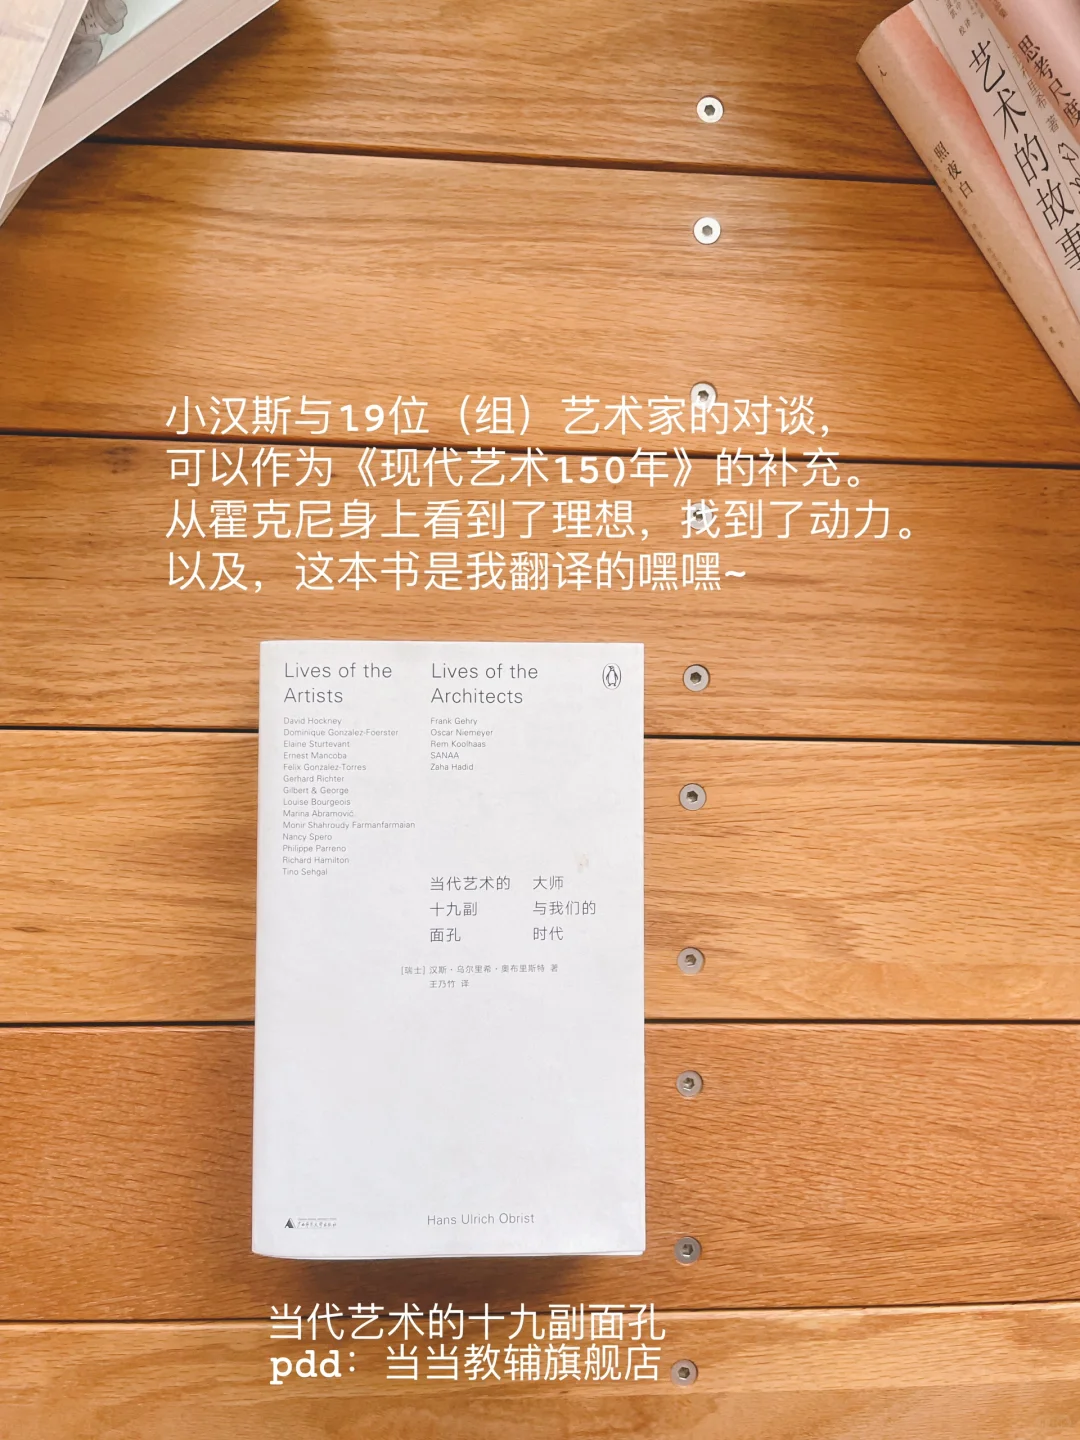 思考尺度
艺术的故事
照夜白
小汉斯与19位（组）艺术家的对谈，
可以作为《现代艺术150年》的补充。
从霍克尼身上看到了理想，找到了动力。
以及，这本书是我翻译的嘿嘿~
Lives of the
Artists
David Hockney
Dominique Gonzalez-Foerster
Elaine Sturtevant
Ernest Mancoba
Felix Gonzalez-Torres
Gerhard Richter
Gilbert & George
Louise Bourgeois
Marina Abramović
Monir Shahroudy Farmanfarmaian
Nancy Spero
Philippe Parreno
Richard Hamilton
Tino Sehgal
Lives of the
Architects
Frank Gehry
Oscar Niemeyer
Rem Koolhaas
SANAA
Zaha Hadid
当代艺术的
十九副
面孔
大师
与我们的
时代
[瑞士] 汉斯·乌尔里希·奥布里斯特 著
王乃竹 译
Hans Ulrich Obrist
当代艺术的十九副面孔
pdd：当当教辅旗舰店